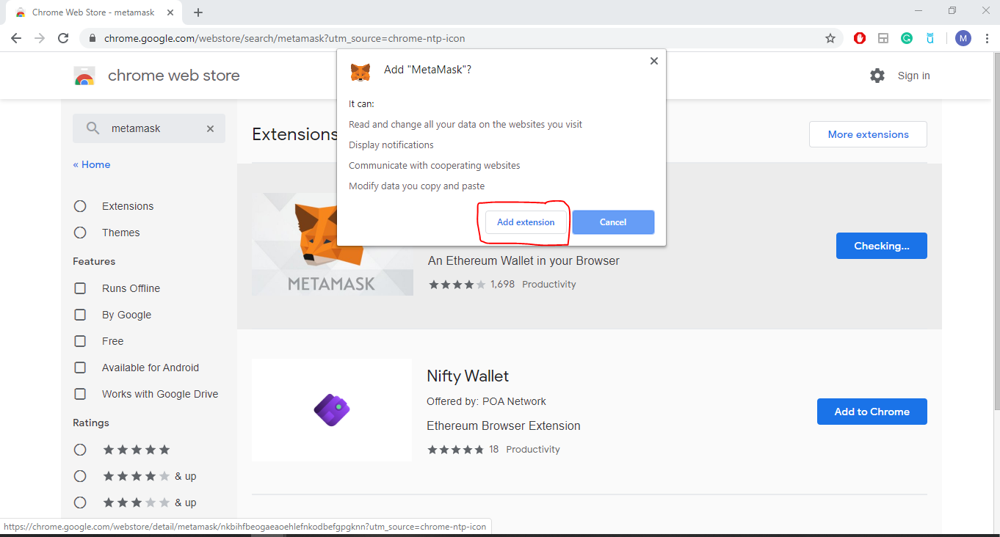 Chrome Web Store - metamask
chrome.google.com/webstore/search/metamask?utm_source=chrome-ntp-icon
M
chrome web store
Sign in
Add "MetaMask"?
It can:
Read and change all your data on the websites you visit
Display notifications
Communicate with cooperating websites
Modify data you copy and paste
Add extension
Cancel
metamask
« Home
Extensions
Themes
Features
Runs Offline
By Google
Free
Available for Android
Works with Google Drive
Ratings
& up
& up
Extensions
More extensions
METAMASK
An Ethereum Wallet in your Browser
1,698 Productivity
Checking...
Nifty Wallet
Offered by: POA Network
Ethereum Browser Extension
18 Productivity
Add to Chrome
https://chrome.google.com/webstore/detail/metamask/nkbihfbeogaeaoehlefnkodbefgpgknn?utm_source=chrome-ntp-icon